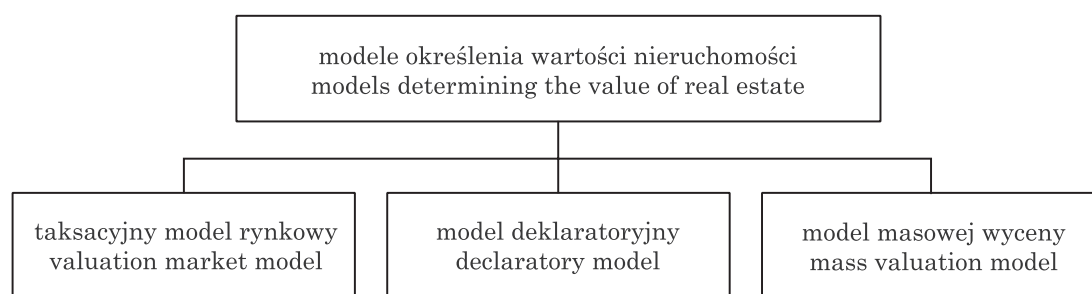 modele określenia wartości nieruchomości
models determining the value of real estate
taksacyjny model rynkowy
valuation market model
model deklaratoryjny
declaratory model
model masowej wyceny
mass valuation model